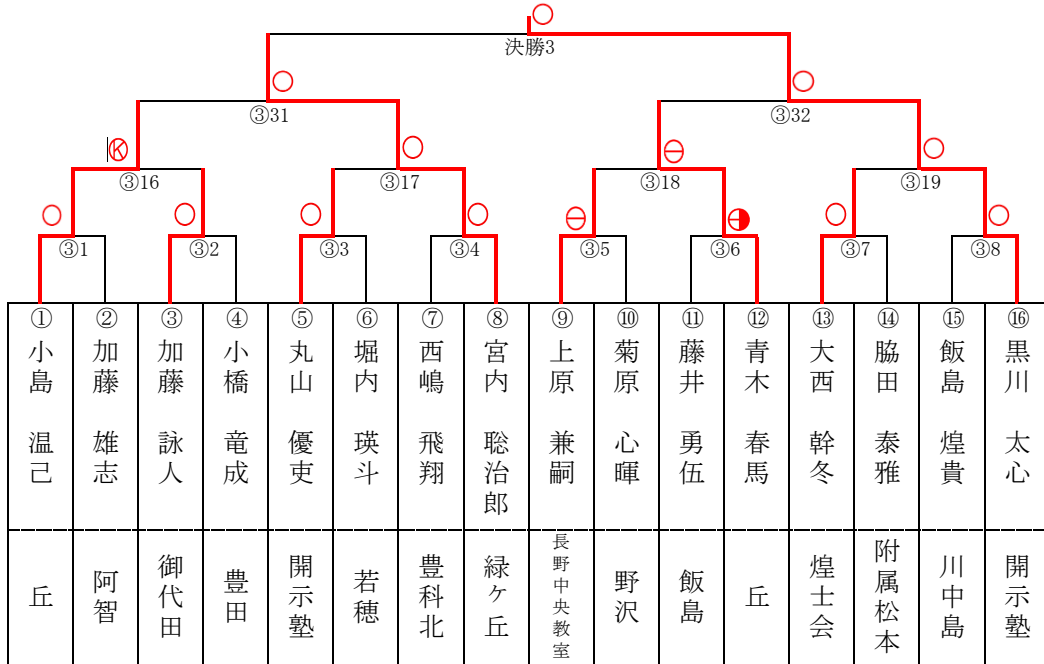 決勝3
③31
③32
Ⓚ
③16
③17
③18
③19
③1
③2
③3
③4
③5
③6
③7
③8
① 小島 温己 丘
② 加藤 雄志 阿智
③ 加藤 詠人 御代田
④ 小橋 竜成 豊田
⑤ 丸山 優吏 開示塾
⑥ 堀内 瑛斗 若穂
⑦ 西嶋 飛翔 豊科北
⑧ 宮内 聡治郎 緑ヶ丘
⑨ 上原 兼嗣 長野中央教室
⑩ 菊原 心暉 野沢
⑪ 藤井 勇伍 飯島
⑫ 青木 春馬 丘
⑬ 大西 幹冬 煌士会
⑭ 脇田 泰雅 附属松本
⑮ 飯島 煌貴 川中島
⑯ 黒川 太心 開示塾